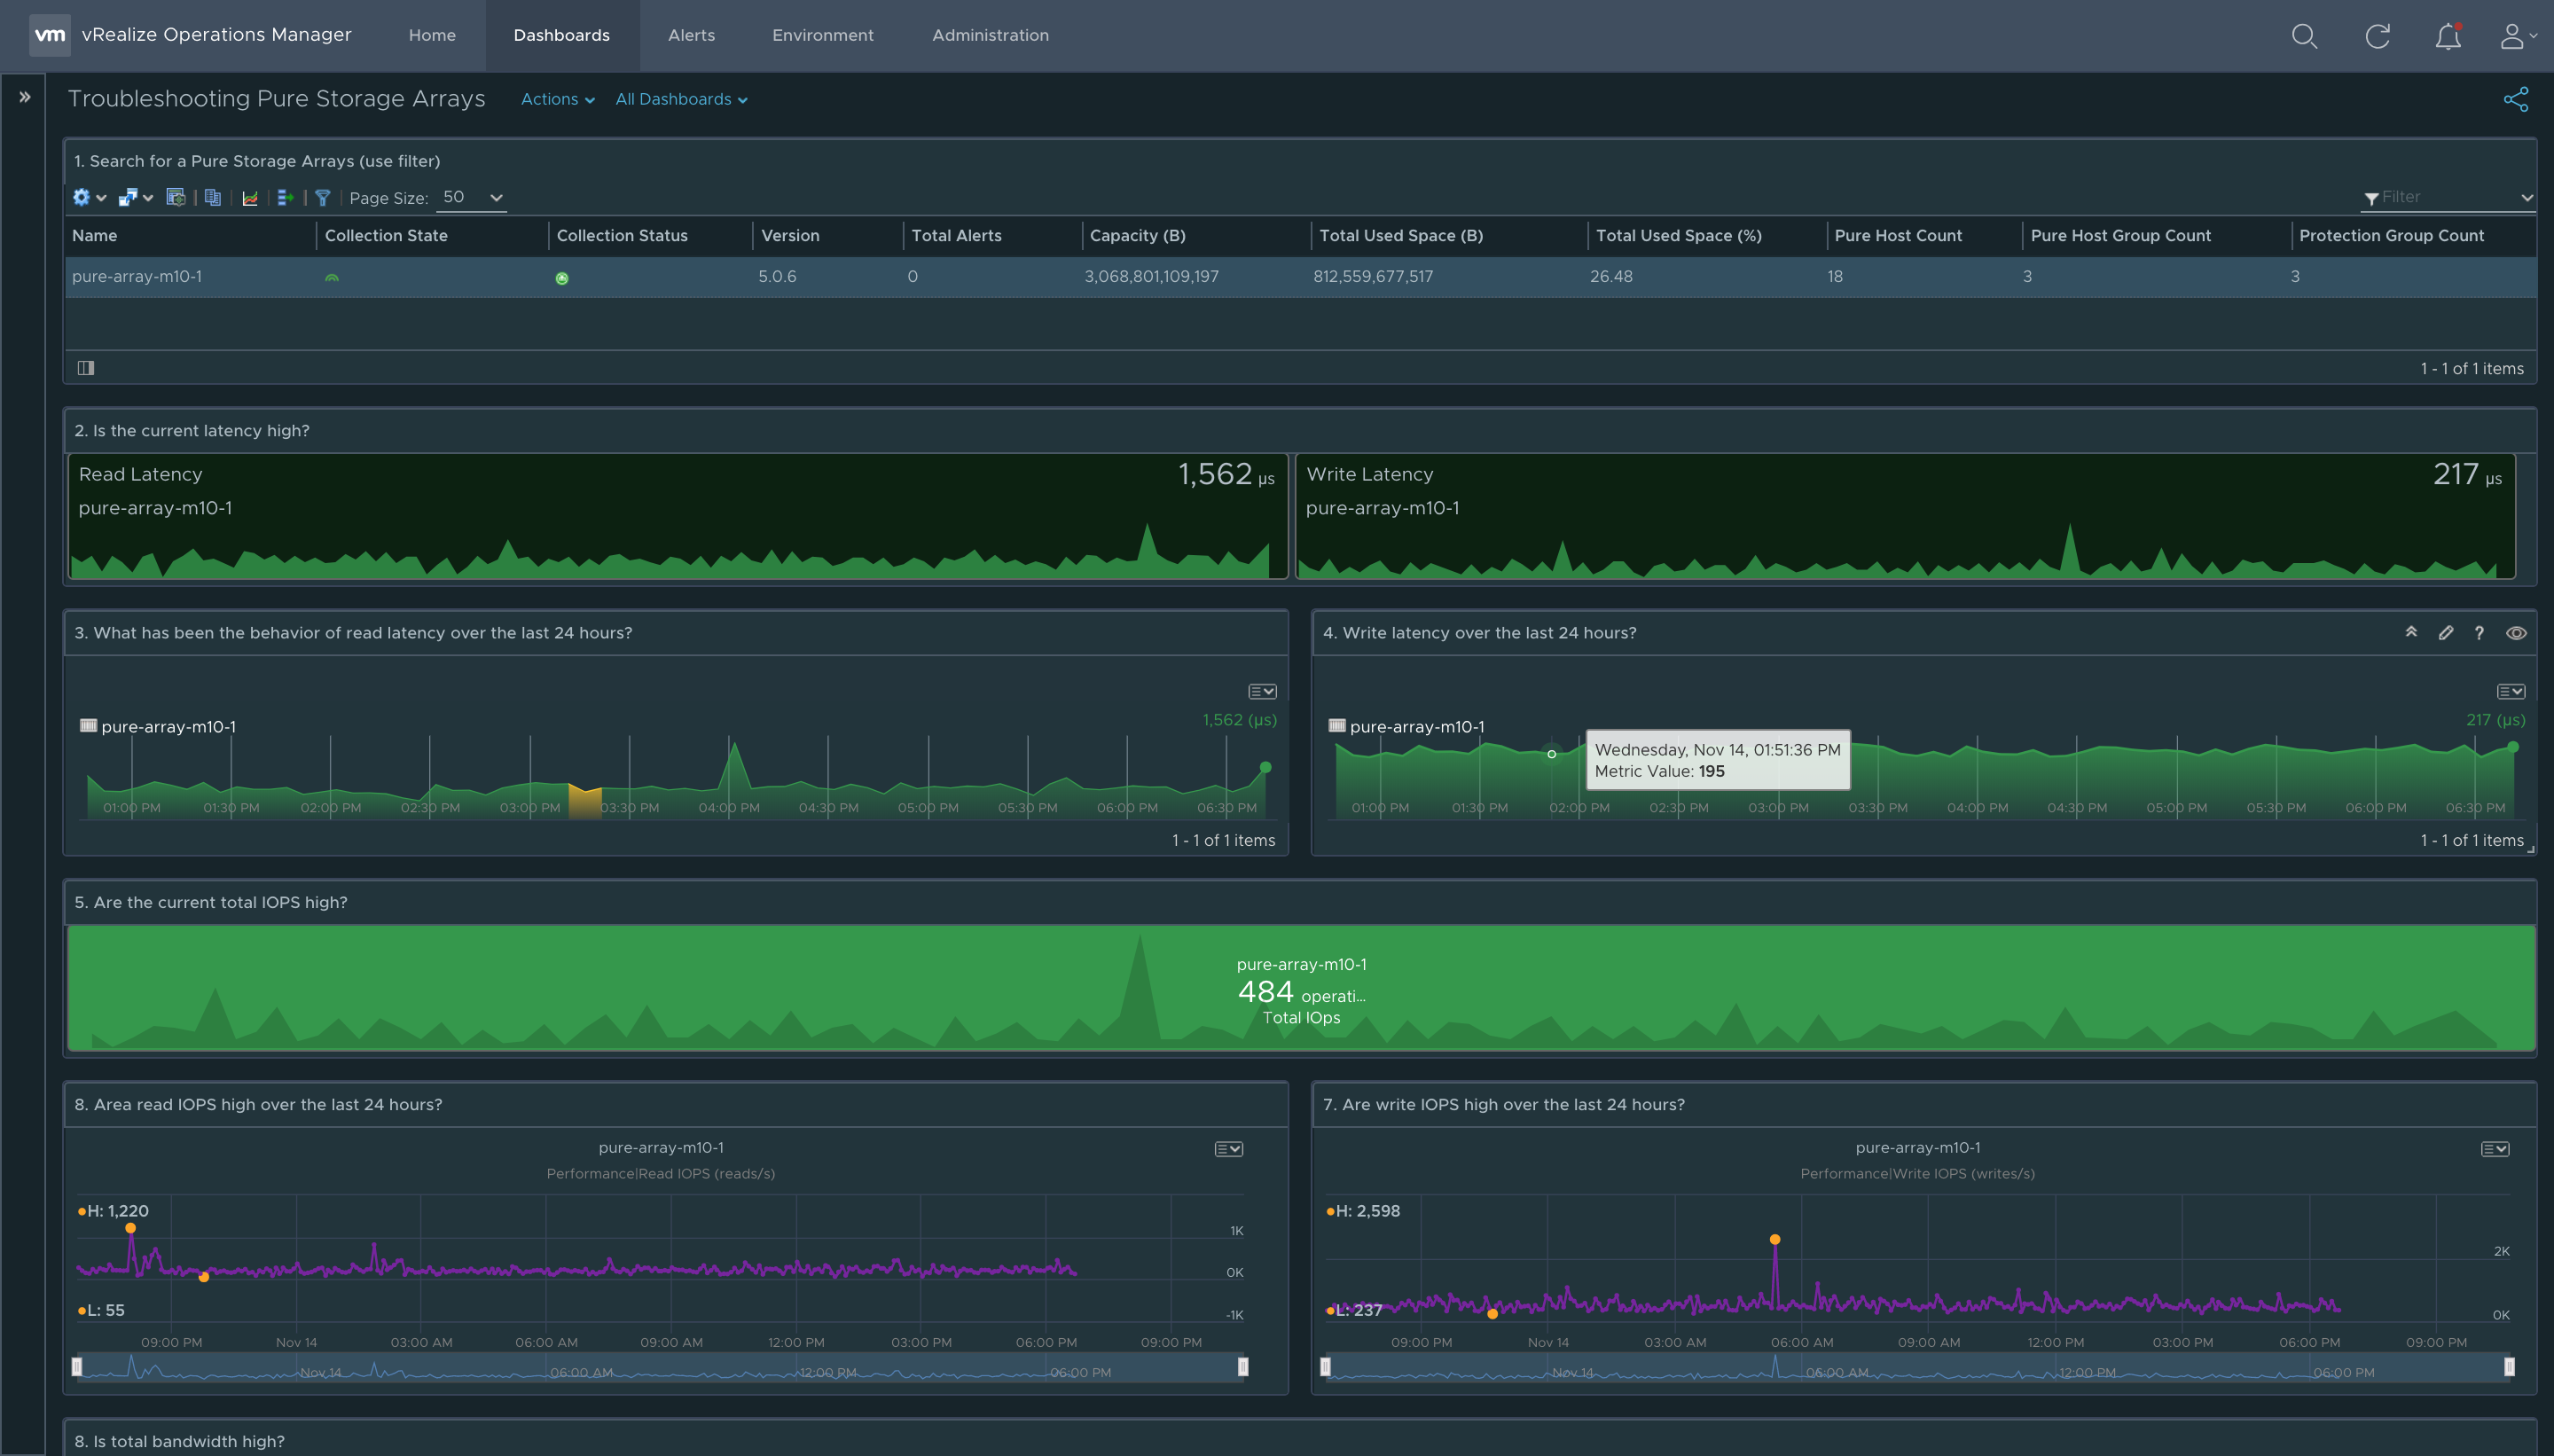 vm vRealize Operations Manager Home Dashboards Alerts Environment Administration
Troubleshooting Pure Storage Arrays Actions All Dashboards
1. Search for a Pure Storage Arrays (use filter)
Page Size: 50 Filter
Name Collection State Collection Status Version Total Alerts Capacity (B) Total Used Space (B) Total Used Space (%) Pure Host Count Pure Host Group Count Protection Group Count
pure-array-m10-1 5.0.6 0 3,068,801,109,197 812,559,677,517 26.48 18 3 3
1 - 1 of 1 items
2. Is the current latency high?
Read Latency 1,562 µs
pure-array-m10-1
Write Latency 217 µs
pure-array-m10-1
3. What has been the behavior of read latency over the last 24 hours?
1,562 (µs)
pure-array-m10-1
01:00 PM 01:30 PM 02:00 PM 02:30 PM 03:00 PM 03:30 PM 04:00 PM 04:30 PM 05:00 PM 05:30 PM 06:00 PM 06:30 PM
1 - 1 of 1 items
4. Write latency over the last 24 hours?
217 (µs)
pure-array-m10-1
Wednesday, Nov 14, 01:51:36 PM
Metric Value: 195
01:00 PM 01:30 PM 02:00 PM 02:30 PM 03:00 PM 03:30 PM 04:00 PM 04:30 PM 05:00 PM 05:30 PM 06:00 PM 06:30 PM
1 - 1 of 1 items
5. Are the current total IOPS high?
pure-array-m10-1
484 operati...
Total IOps
8. Area read IOPS high over the last 24 hours?
pure-array-m10-1
Performance|Read IOPS (reads/s)
H: 1,220
1K
0K
L: 55
-1K
09:00 PM Nov 14 03:00 AM 06:00 AM 09:00 AM 12:00 PM 03:00 PM 06:00 PM 09:00 PM
Nov 14 06:00 AM 12:00 PM 06:00 PM
7. Are write IOPS high over the last 24 hours?
pure-array-m10-1
Performance|Write IOPS (writes/s)
H: 2,598
2K
L: 237
0K
09:00 PM Nov 14 03:00 AM 06:00 AM 09:00 AM 12:00 PM 03:00 PM 06:00 PM 09:00 PM
Nov 14 06:00 AM 12:00 PM 06:00 PM
8. Is total bandwidth high?